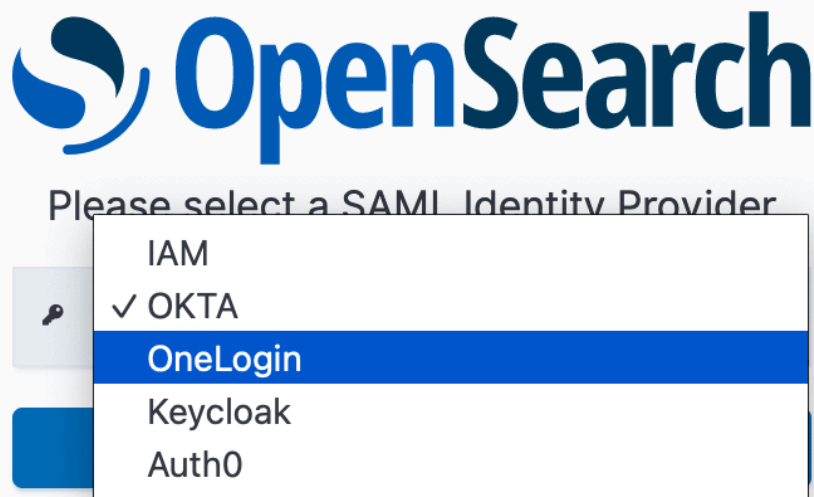 OpenSearch
Please select a SAML Identity Provider
IAM
✓ OKTA
OneLogin
Keycloak
Auth0